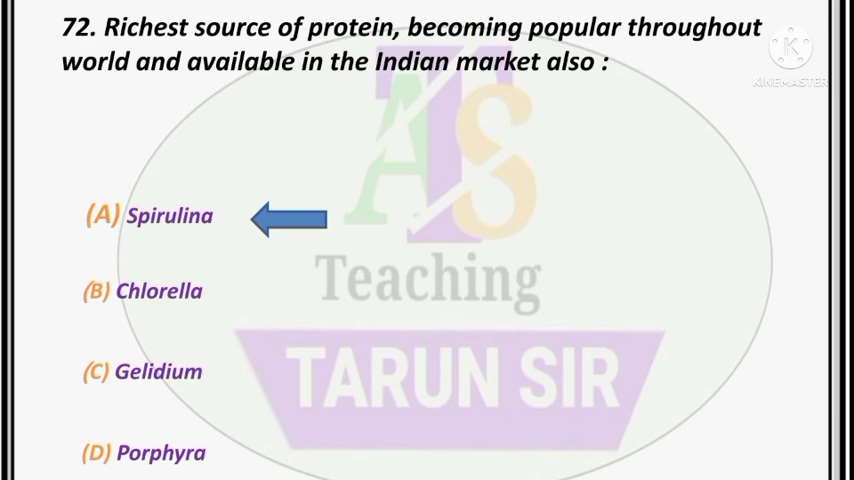 72. Richest source of protein, becoming popular throughout
world and available in the Indian market also :
KINEMASTER
(A) Spirulina
(B) Chlorella
(C) Gelidium
(D) Porphyra
ATS
Teaching
TARUN SIR